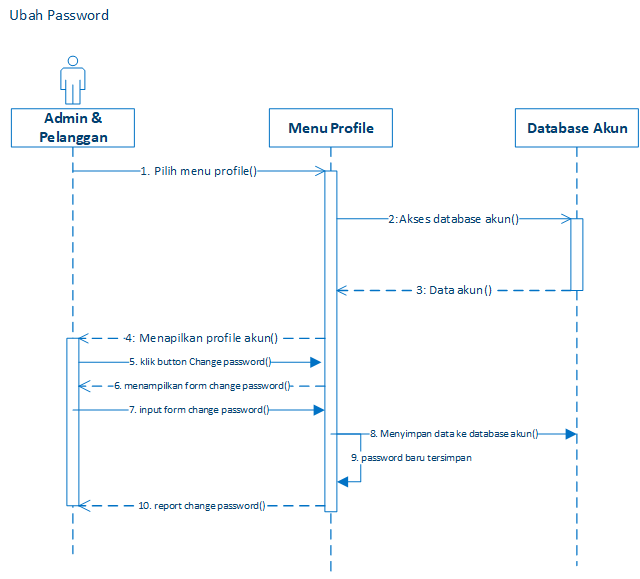 Ubah Password
Admin &
Pelanggan
Menu Profile
Database Akun
1. Pilih menu profile()
2:Akses database akun()
3: Data akun()
4: Menapilkan profile akun()
5. klik button Change password()
6. menampilkan form change password()
7. input form change password()
8. Menyimpan data ke database akun()
9. password baru tersimpan
10. report change password()